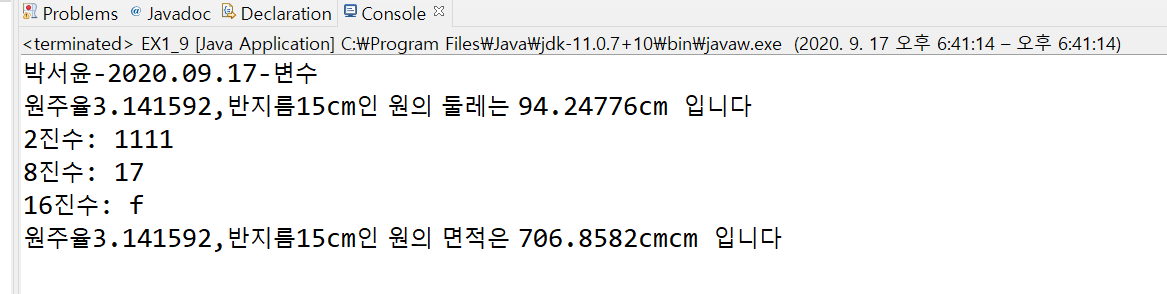 Problems @ Javadoc Declaration Console
<terminated> EX1_9 [Java Application] C:₩Program Files₩Java₩jdk-11.0.7+10₩bin₩javaw.exe (2020. 9. 17 오후 6:41:14 – 오후 6:41:14)
박서윤-2020.09.17-변수
원주율3.141592,반지름15cm인 원의 둘레는 94.24776cm 입니다
2진수: 1111
8진수: 17
16진수: f
원주율3.141592,반지름15cm인 원의 면적은 706.8582cmcm 입니다